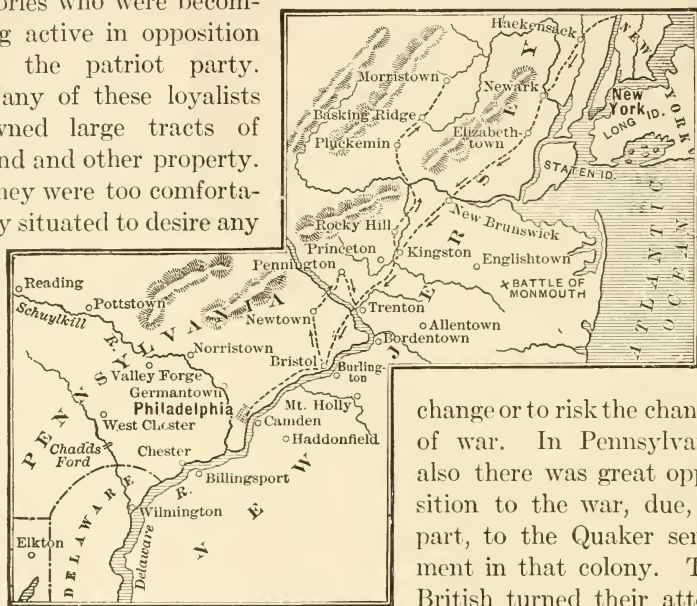 ories who were becom-
g active in opposition
the patriot party.
any of these loyalists
wned large tracts of
nd and other property.
hey were too comforta-
y situated to desire any
Hackensack
NEW YORK
Morristown
Newark
New
York
LONG ID.
Basking Ridge
Elizabeth-
town
Pluckemin
STATEN ID.
Rocky Hill
New Brunswick
Princeton
Kingston
Englishtown
Pennington
BATTLE OF
MONMOUTH
ATLANTIC
OCEAN
Reading
Pottstown
Schuylkill R.
Trenton
Newtown
Allentown
Bordentown
Norristown
Bristol
Burling-
ton
PENNSYLVANIA
Valley Forge
Germantown
Philadelphia
Mt. Holly
West Chester
Camden
Haddonfield
Chadds
Ford
Chester
Billingsport
Wilmington
NEW JERSEY
Elkton
DELAWARE
Delaware R.
change or to risk the chan
of war. In Pennsylva
also there was great opp
sition to the war, due,
part, to the Quaker sen
ment in that colony. T
British turned their atte